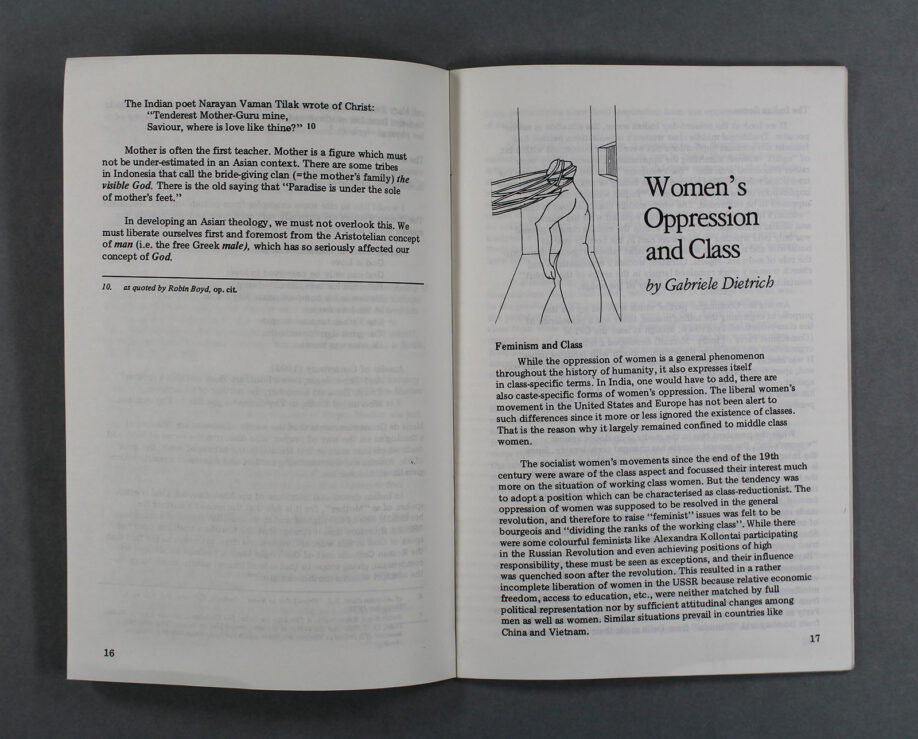 The Indian poet Narayan Vaman Tilak wrote of Christ:
"Tenderest Mother-Guru mine,
Saviour, where is love like thine?" 10
Mother is often the first teacher. Mother is a figure which must
not be under-estimated in an Asian context. There are some tribes
in Indonesia that call the bride-giving clan (=the mother's family) the
visible God. There is the old saying that "Paradise is under the sole
of mother's feet."
In developing an Asian theology, we must not overlook this. We
must liberate ourselves first and foremost from the Aristotelian concept
of man (i.e. the free Greek male), which has so seriously affected our
concept of God.
10. as quoted by Robin Boyd, op. cit.
16
Women's
Oppression
and Class
by Gabriele Dietrich
Feminism and Class
While the oppression of women is a general phenomenon
throughout the history of humanity, it also expresses itself
in class-specific terms. In India, one would have to add, there are
also caste-specific forms of women's oppression. The liberal women's
movement in the United States and Europe has not been alert to
such differences since it more or less ignored the existence of classes.
That is the reason why it largely remained confined to middle class
women.
The socialist women's movements since the end of the 19th
century were aware of the class aspect and focussed their interest much
more on the situation of working class women. But the tendency was
to adopt a position which can be characterised as class-reductionist. The
oppression of women was supposed to be resolved in the general
revolution, and therefore to raise "feminist" issues was felt to be
bourgeois and "dividing the ranks of the working class". While there
were some colourful feminists like Alexandra Kollontai participating
in the Russian Revolution and even achieving positions of high
responsibility, these must be seen as exceptions, and their influence
was quenched soon after the revolution. This resulted in a rather
incomplete liberation of women in the USSR because relative economic
freedom, access to education, etc., were neither matched by full
political representation nor by sufficient attitudinal changes among
men as well as women. Similar situations prevail in countries like
China and Vietnam.
17